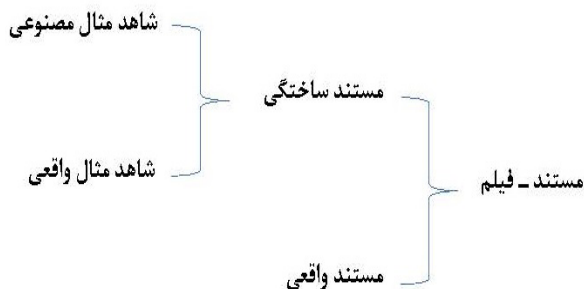 شاهد مثال مصنوعی
مستند ساختگی
شاهد مثال واقعی
مستند ـ فیلم
مستند واقعی